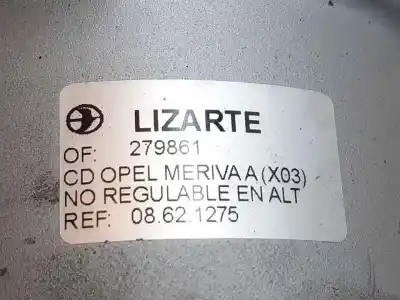 LIZARTE
OF: 279861
CD OPEL MERIVA A (X03)
NO REGULABLE EN ALT
REF: 08.62.1275